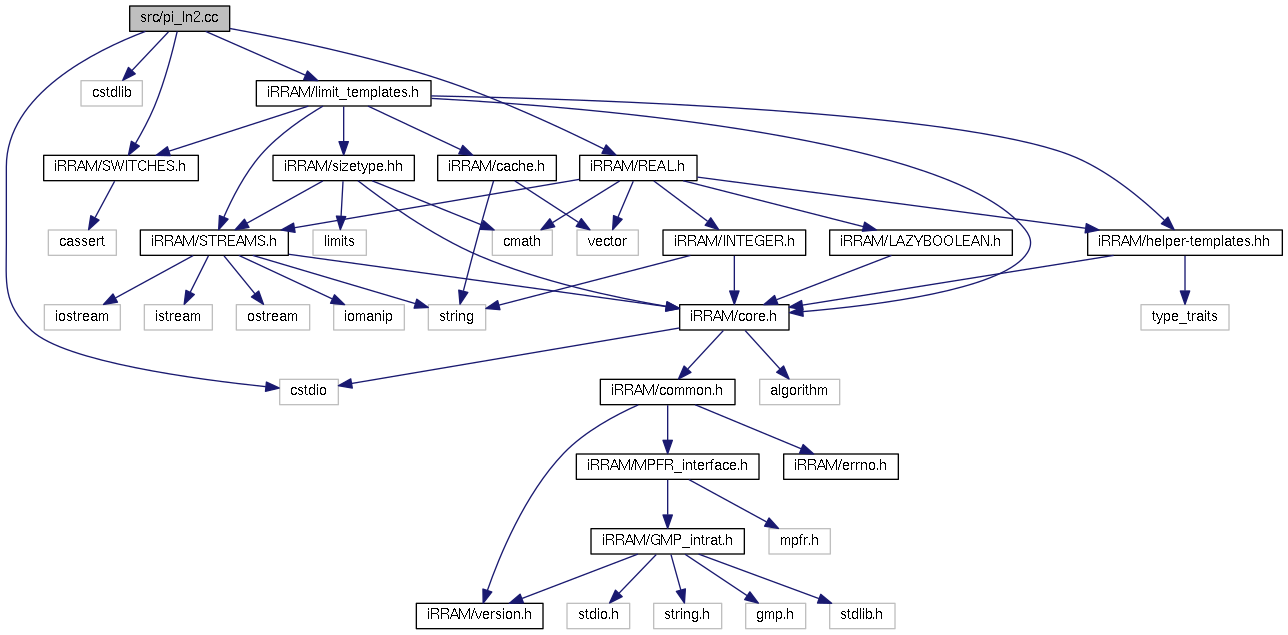 src/pi_ln2.cc
cstdlib
iRRAM/limit_templates.h
iRRAM/SWITCHES.h
iRRAM/sizetype.hh
iRRAM/cache.h
iRRAM/REAL.h
cassert
iRRAM/STREAMS.h
limits
cmath
vector
iRRAM/INTEGER.h
iRRAM/LAZYBOOLEAN.h
iRRAM/helper-templates.hh
iostream
istream
ostream
iomanip
string
iRRAM/core.h
type_traits
cstdio
iRRAM/common.h
algorithm
iRRAM/MPFR_interface.h
iRRAM/errno.h
iRRAM/GMP_intrat.h
mpfr.h
iRRAM/version.h
stdio.h
string.h
gmp.h
stdlib.h